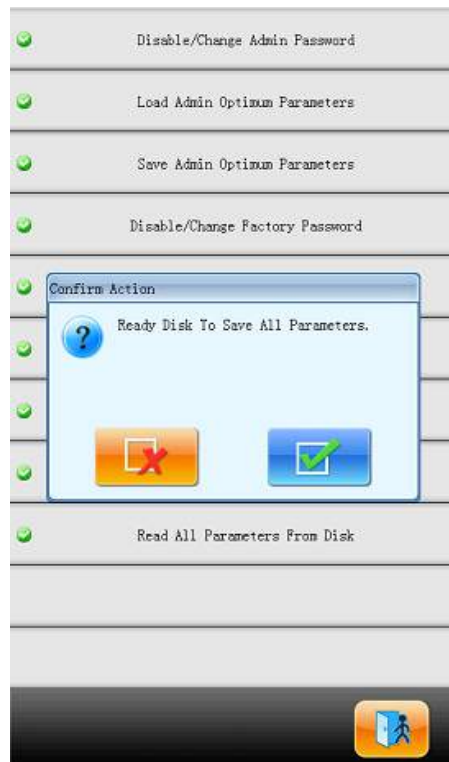 Disable/Change Admin Password
Load Admin Optimum Parameters
Save Admin Optimum Parameters
Disable/Change Factory Password
Confirm Action
Ready Disk To Save All Parameters.
Read All Parameters From Disk